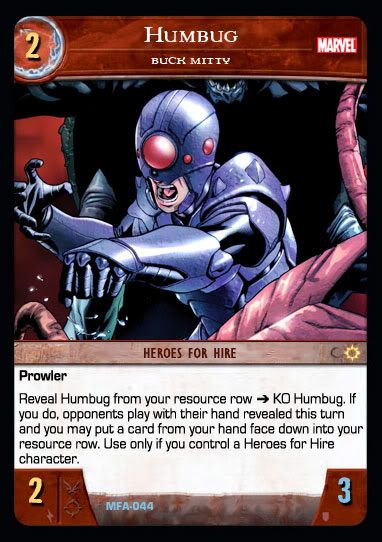 2
Humbug
MARVEL
BUCK MITTY
HEROES FOR HIRE
C
Prowler
Reveal Humbug from your resource row ➔ KO Humbug. If
you do, opponents play with their hand revealed this turn
and you may put a card from your hand face down into your
resource row. Use only if you control a Heroes for Hire
character.
2
MFA-044
3